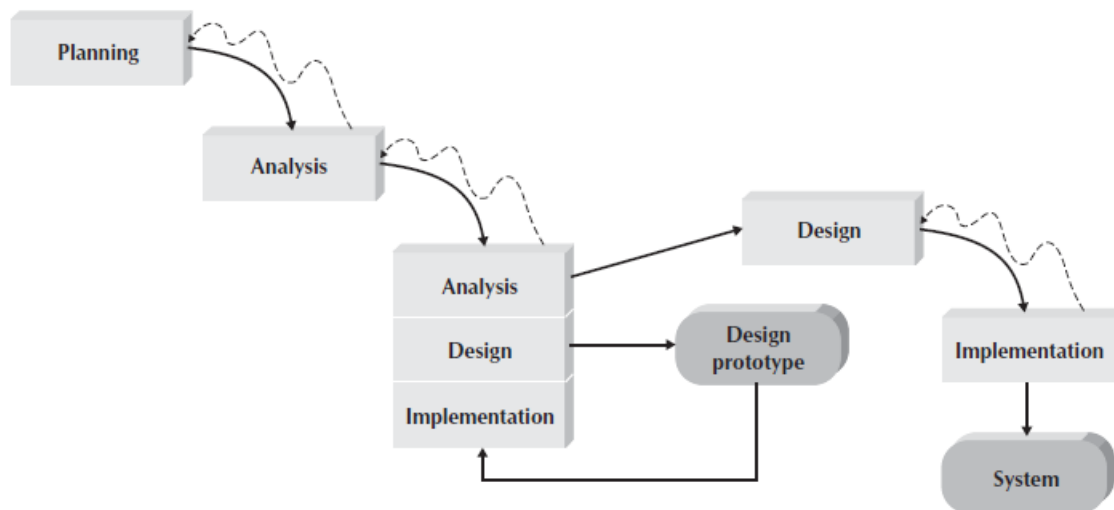 Planning
Analysis
Analysis
Design
Implementation
Design
prototype
Design
Implementation
System